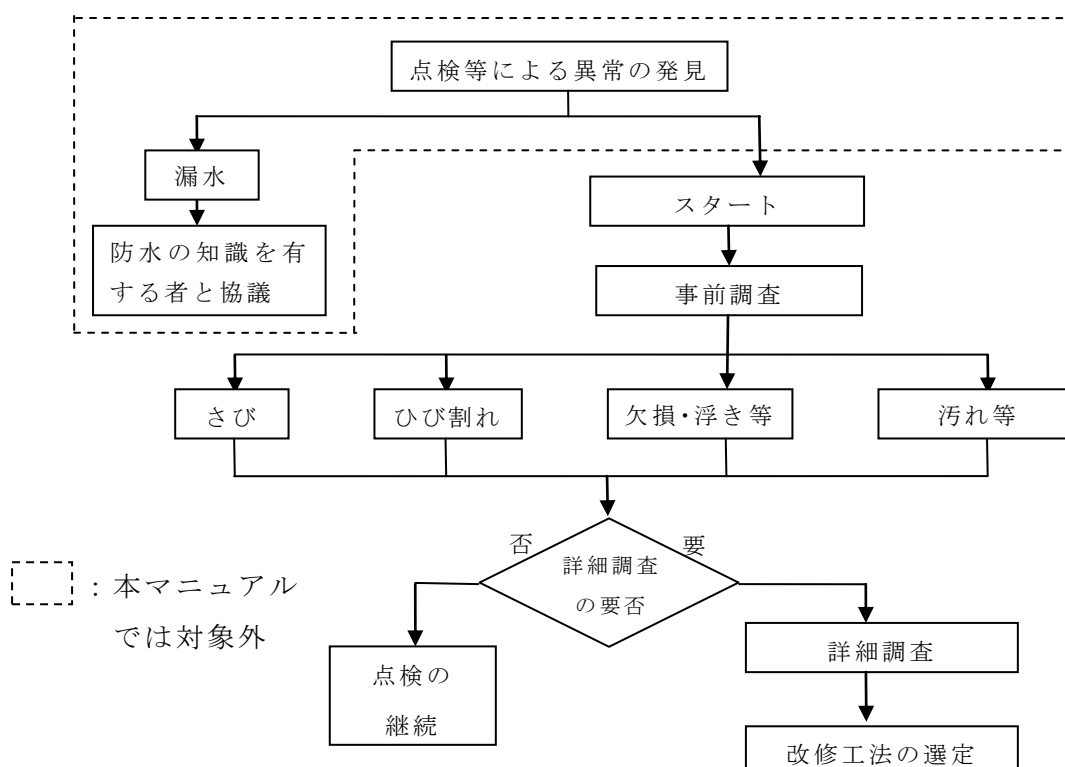 点検等による異常の発見
漏水
スタート
防水の知識を有
する者と協議
事前調査
さび
ひび割れ
欠損・浮き等
汚れ等
否
要
詳細調査
の要否
：本マニュアル
では対象外
点検の
継続
詳細調査
改修工法の選定